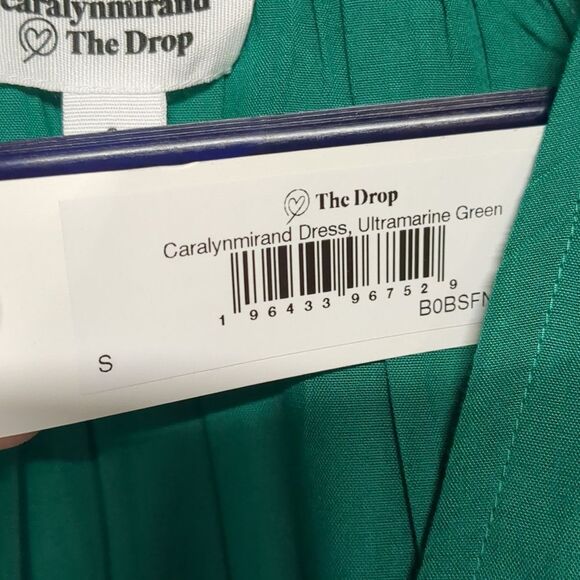 caralynmirand
The Drop
The Drop
Caralynmirand Dress, Ultramarine Green
1 96433 96752 9
B0BSFN
S